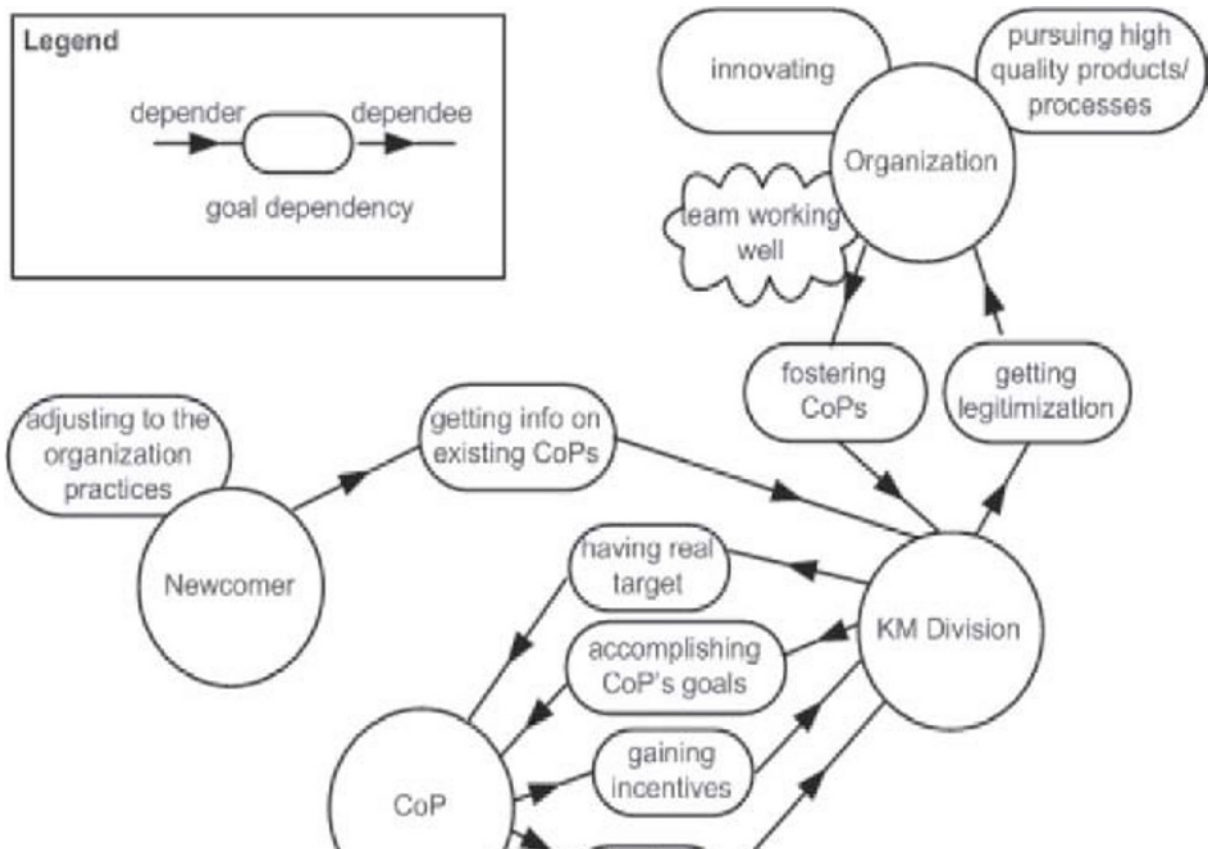 Legend
depender
dependee
goal dependency
innovating
pursuing high
quality products/
processes
Organization
team working
well
fostering
CoPs
getting
legitimization
adjusting to the
organization
practices
getting info on
existing CoPs
Newcomer
having real
target
KM Division
accomplishing
CoP's goals
gaining
incentives
CoP